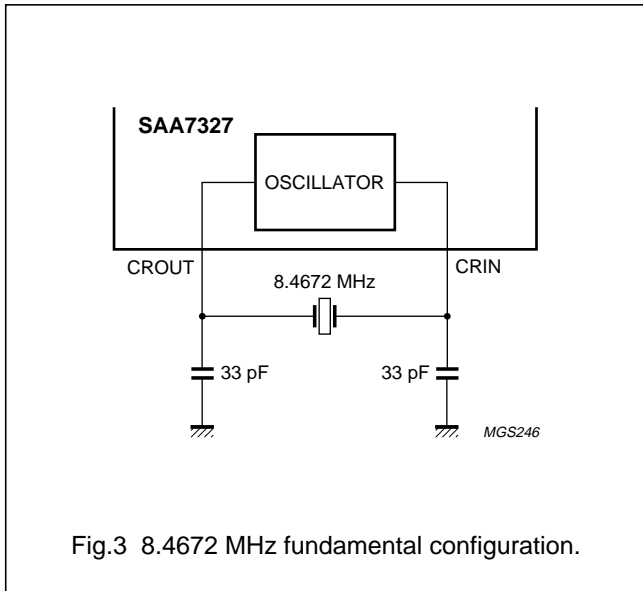 SAA7327
OSCILLATOR
CROUT
CRIN
8.4672 MHz
33 pF
33 pF
MGS246
Fig.3 8.4672 MHz fundamental configuration.